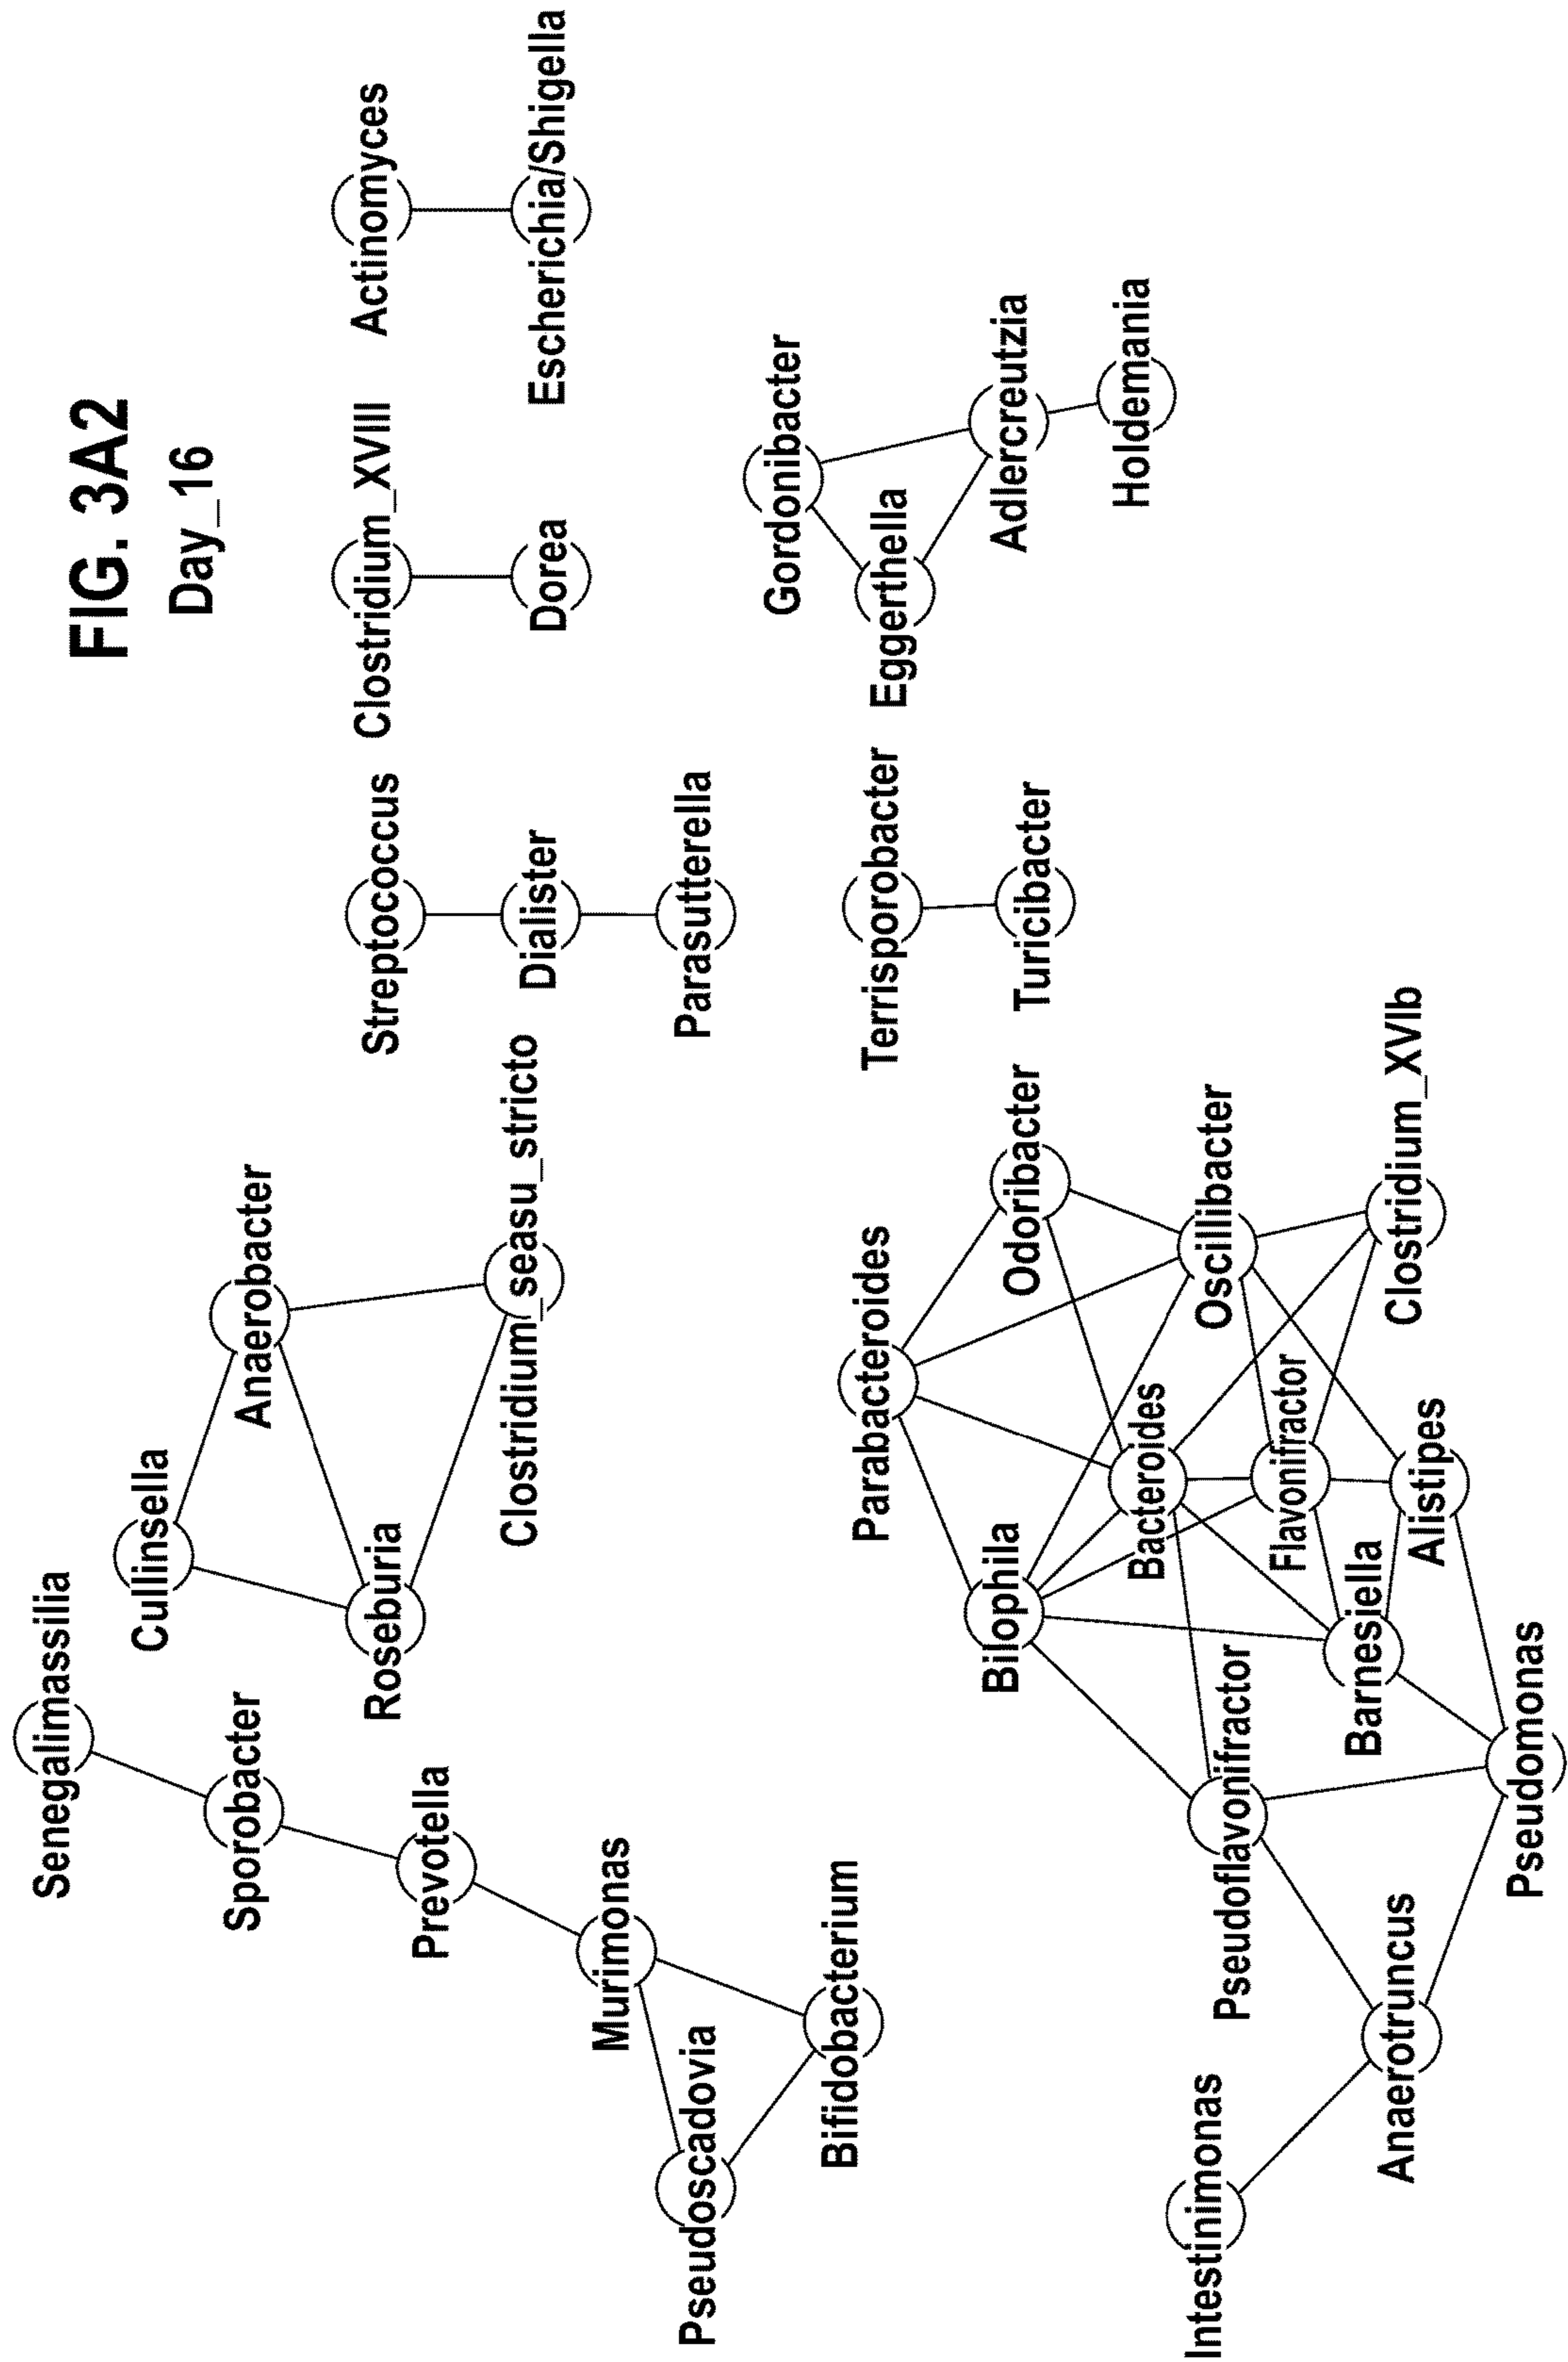 FIG. 3A2
Day_16
Senegalimassilia
Cullinsella
Sporobacter
Anaerobacter
Roseburia
Prevotella
Clostridium_seasu_stricto
Murimonas
Pseudoscadovia
Bifidobacterium
Streptococcus
Dialister
Parasutterella
Clostridium_XVIII
Dorea
Actinomyces
Escherichia/Shigella
Gordonibacter
Eggerthella
Adlercreutzia
Holdemania
Terrisporobacter
Turicibacter
Parabacteroides
Odoribacter
Bilophila
Bacteroides
Oscillibacter
Flavonifractor
Clostridium_XVIb
Alistipes
Barnesiella
Pseudoflavonifractor
Pseudomonas
Anaerotruncus
Intestinimonas